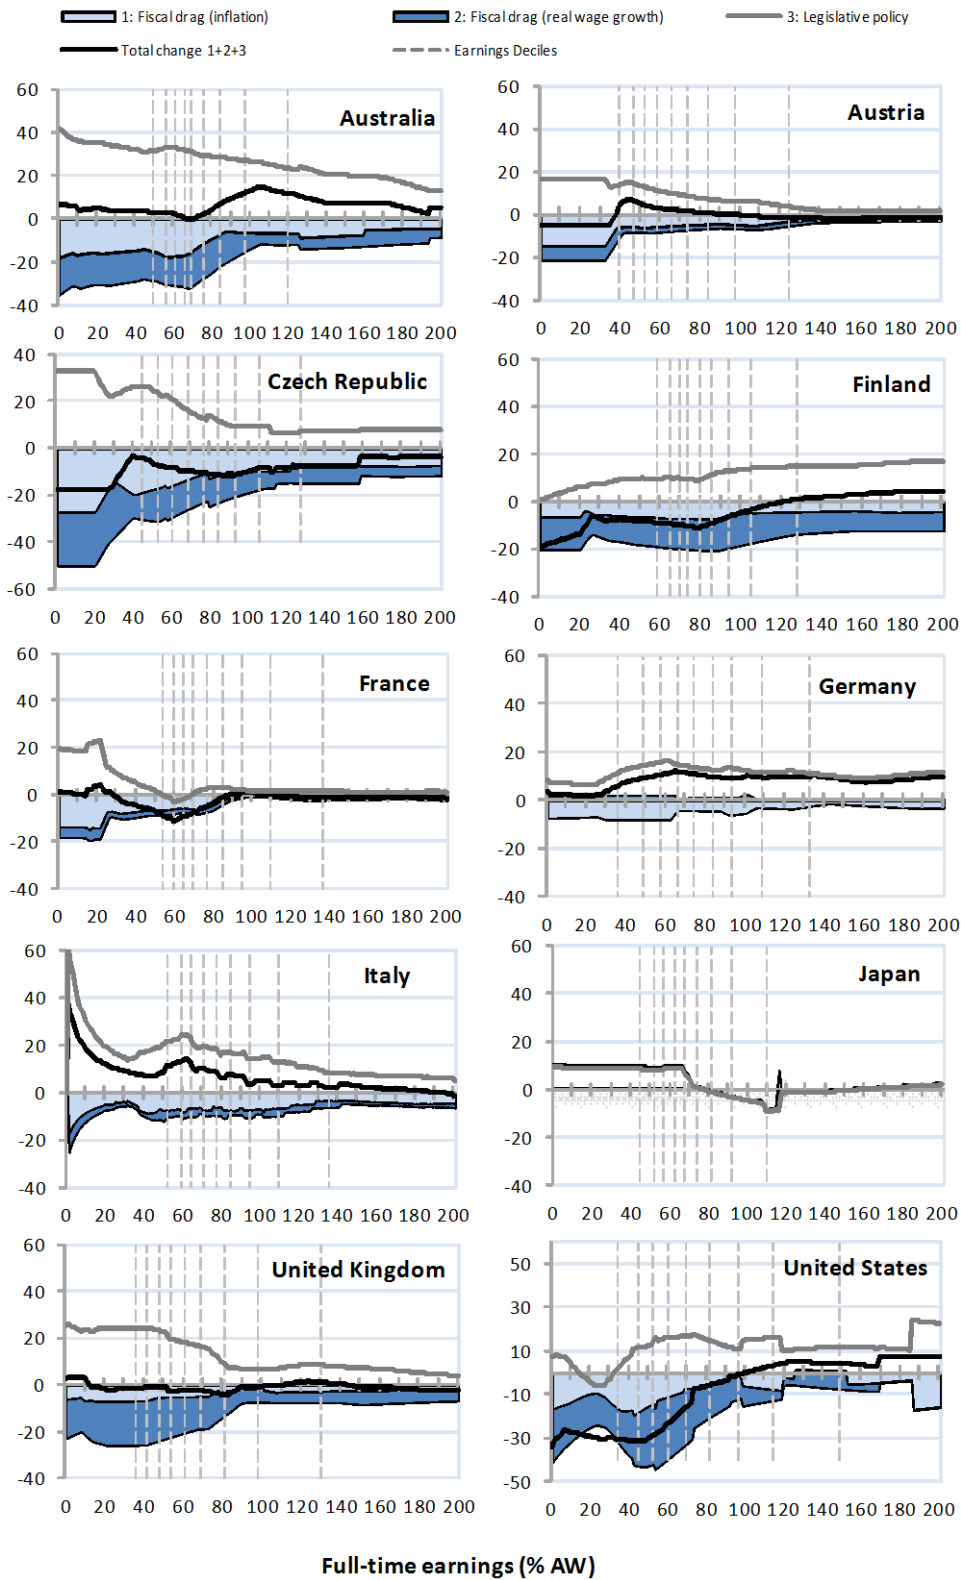 1: Fiscal drag (inflation) 2: Fiscal drag (real wage growth) 3: Legislative policy
Total change 1+2+3 Earnings Deciles
Australia
60
40
20
0
-20
-40
0 20 40 60 80 100 120 140 160 180 200
Austria
60
40
20
0
-20
-40
0 20 40 60 80 100 120 140 160 180 200
Czech Republic
40
20
0
-20
-40
-60
0 20 40 60 80 100 120 140 160 180 200
Finland
60
40
20
0
-20
-40
0 20 40 60 80 100 120 140 160 180 200
France
60
40
20
0
-20
-40
0 20 40 60 80 100 120 140 160 180 200
Germany
60
40
20
0
-20
-40
0 20 40 60 80 100 120 140 160 180 200
Italy
60
40
20
0
-20
-40
0 20 40 60 80 100 120 140 160 180 200
Japan
60
40
20
0
-20
-40
0 20 40 60 80 100 120 140 160 180 200
United Kingdom
60
40
20
0
-20
-40
0 20 40 60 80 100 120 140 160 180 200
United States
50
30
10
-10
-30
-50
0 20 40 60 80 100 120 140 160 180 200
Full-time earnings (% AW)